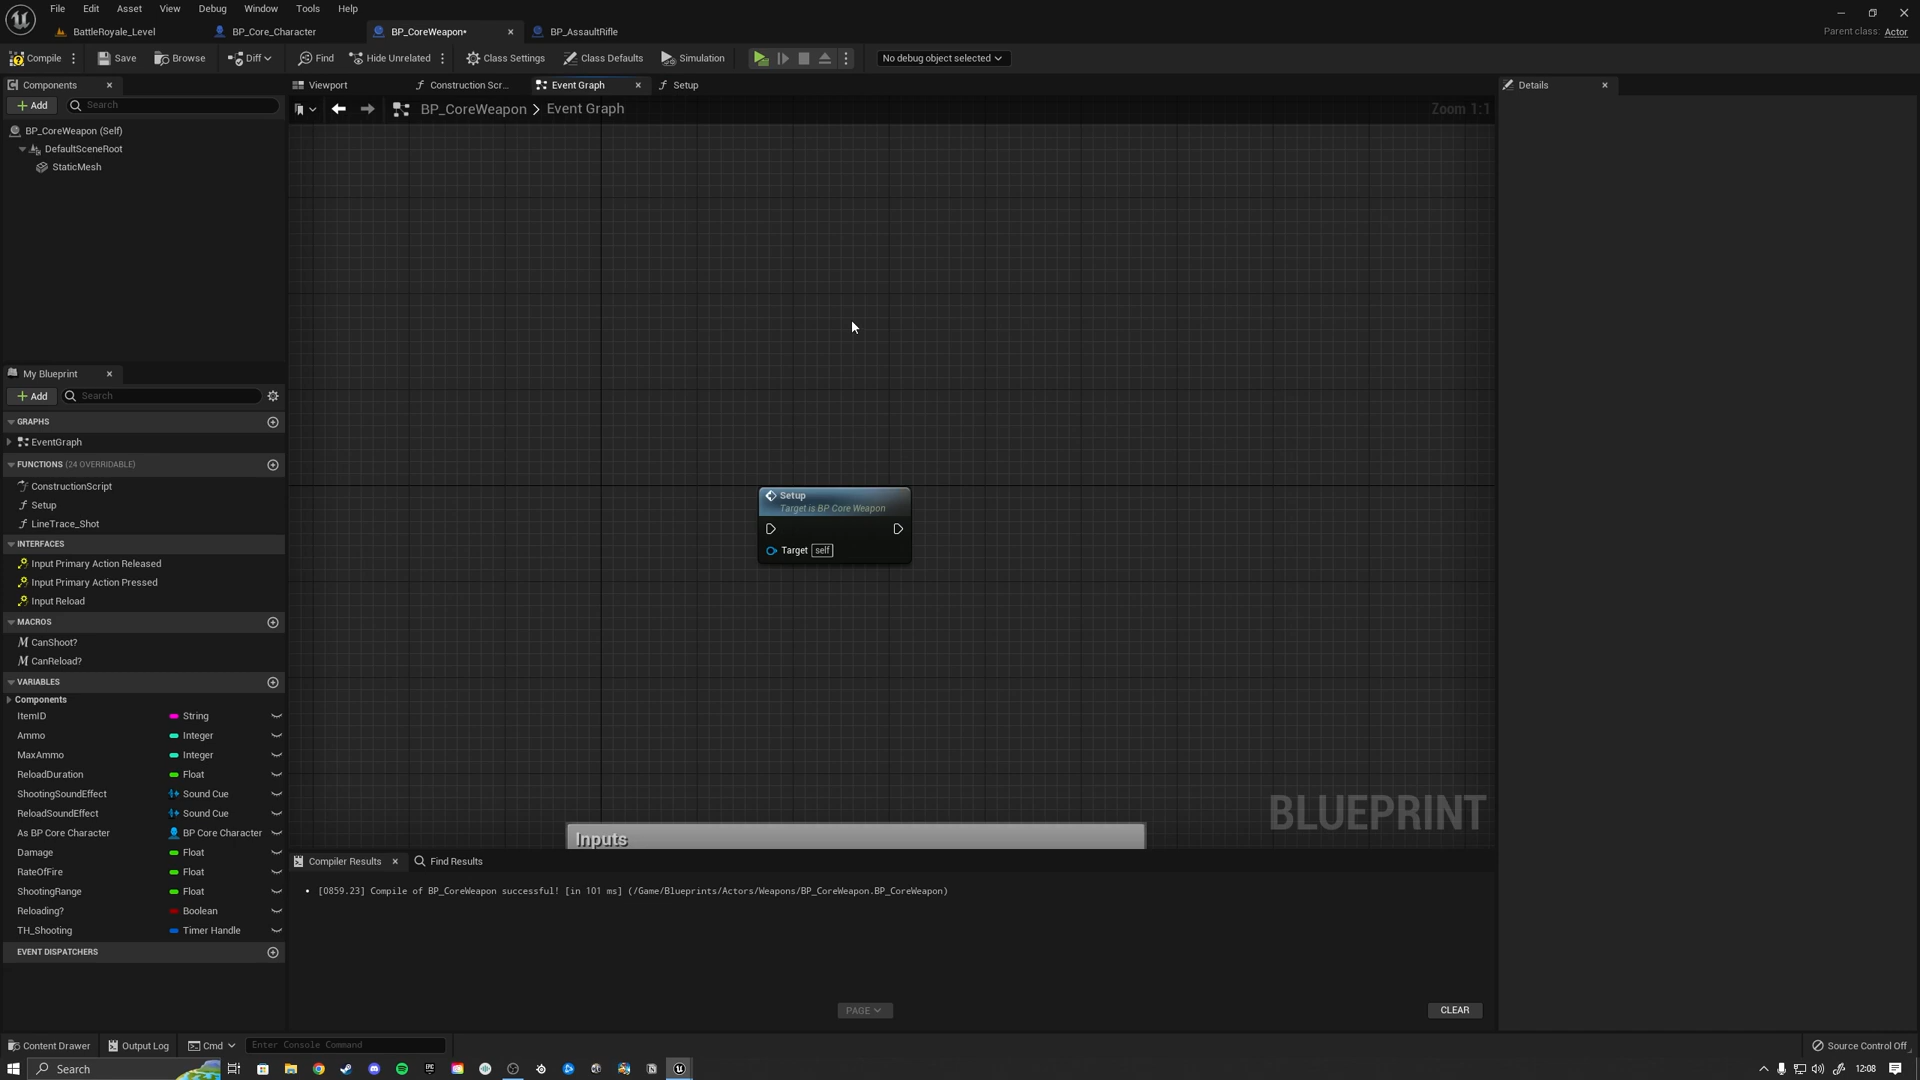 File Edit Asset View Debug Window Tools Help
BattleRoyale_Level BP_Core_Character BP_CoreWeapon* BP_AssaultRifle
Parent class: Actor
Compile Save Browse Diff Find Hide Unrelated Class Settings Class Defaults Simulation No debug object selected
Components
Viewport Construction Scr... Event Graph Setup
Details
Add Search
BP_CoreWeapon > Event Graph
Zoom 1:1
BP_CoreWeapon (Self)
DefaultSceneRoot
StaticMesh
My Blueprint
Add Search
GRAPHS
EventGraph
FUNCTIONS (24 OVERRIDABLE)
ConstructionScript
Setup
LineTrace_Shot
INTERFACES
Input Primary Action Released
Input Primary Action Pressed
Input Reload
MACROS
CanShoot?
CanReload?
VARIABLES
Components
ItemID String
Ammo Integer
MaxAmmo Integer
ReloadDuration Float
ShootingSoundEffect Sound Cue
ReloadSoundEffect Sound Cue
As BP Core Character BP Core Character
Damage Float
RateOfFire Float
ShootingRange Float
Reloading? Boolean
TH_Shooting Timer Handle
EVENT DISPATCHERS
Setup
Target is BP Core Weapon
Target self
Inputs
BLUEPRINT
Compiler Results Find Results
[0859.23] Compile of BP_CoreWeapon successful! [in 101 ms] (/Game/Blueprints/Actors/Weapons/BP_CoreWeapon.BP_CoreWeapon)
PAGE
CLEAR
Content Drawer Output Log Cmd Enter Console Command
Source Control Off
Search
12:08